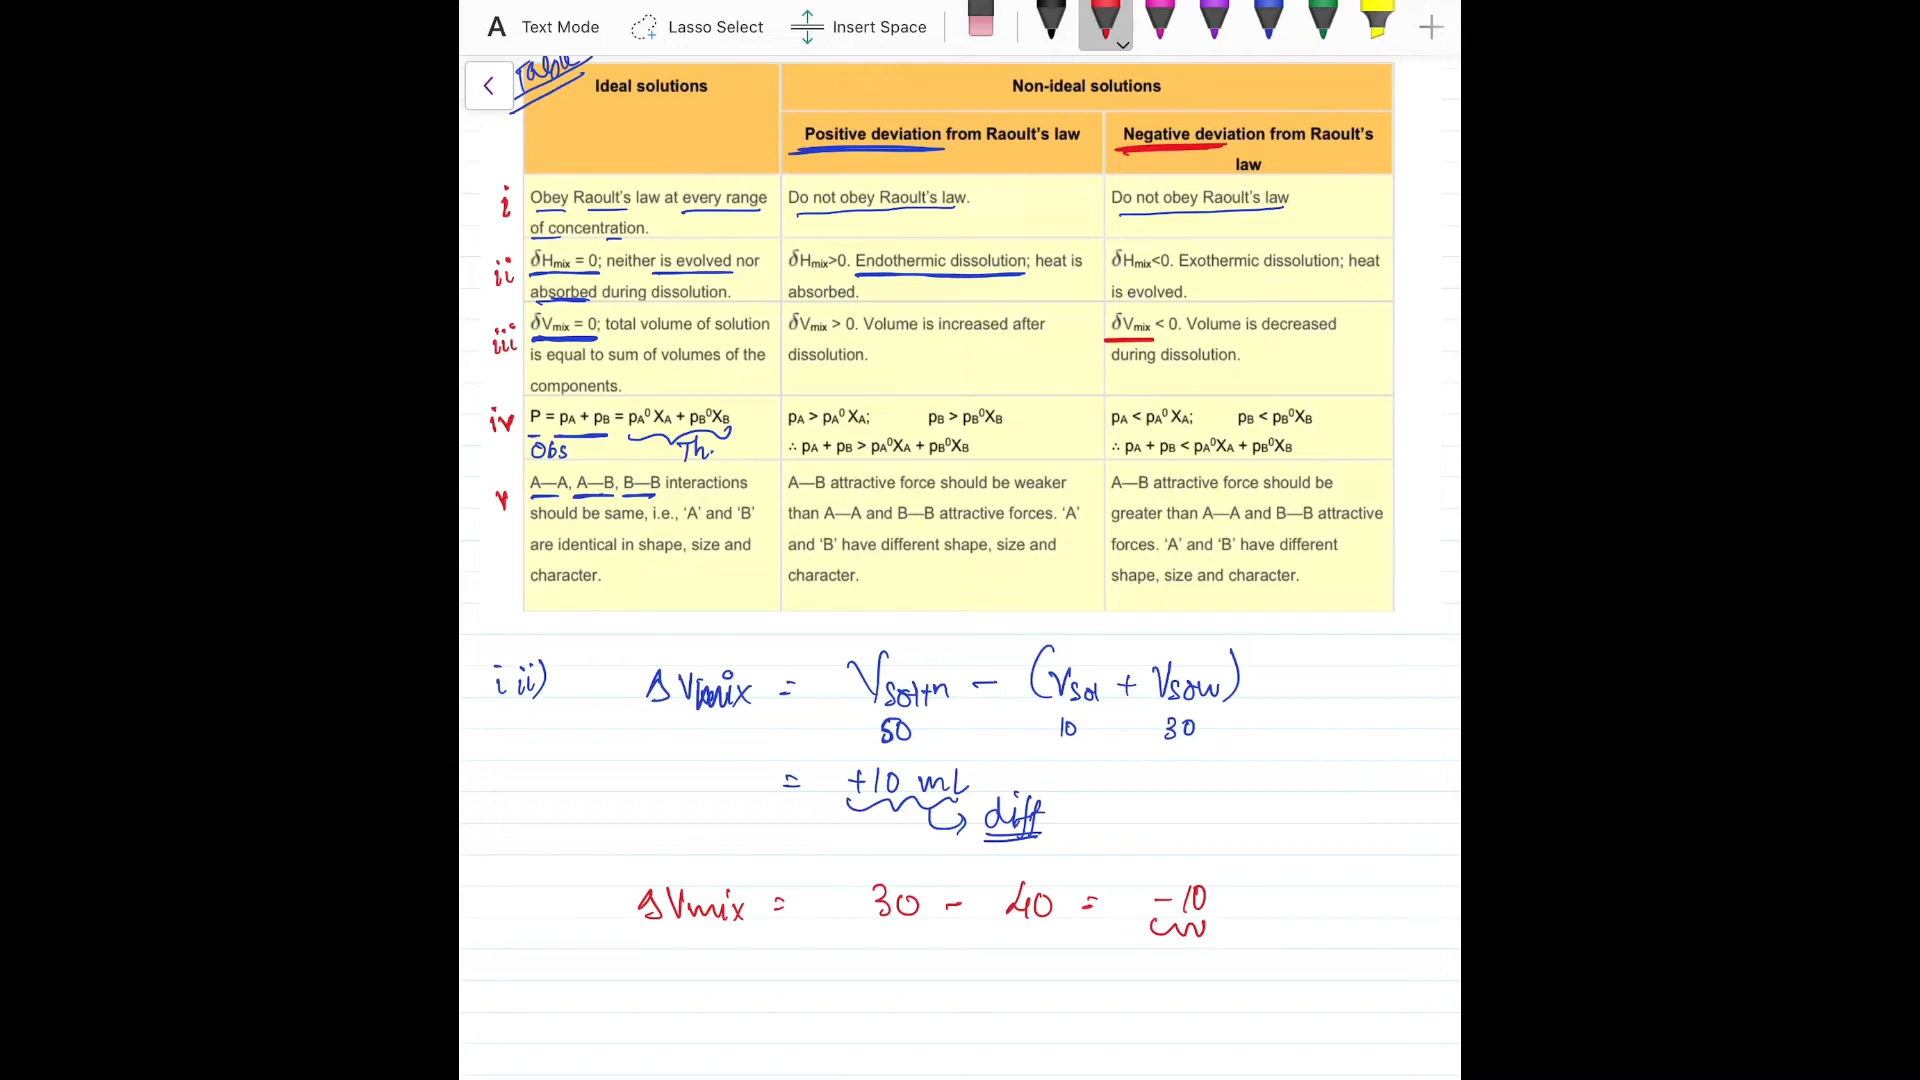 A Text Mode Lasso Select Insert Space
Table
Ideal solutions
Non-ideal solutions
Positive deviation from Raoult's law
Negative deviation from Raoult's
law
i
Obey Raoult's law at every range
of concentration.
Do not obey Raoult's law.
Do not obey Raoult's law
ii
δHmix = 0; neither is evolved nor
absorbed during dissolution.
δHmix>0. Endothermic dissolution; heat is
absorbed.
δHmix<0. Exothermic dissolution; heat
is evolved.
iii
δVmix = 0; total volume of solution
is equal to sum of volumes of the
components.
δVmix > 0. Volume is increased after
dissolution.
δVmix < 0. Volume is decreased
during dissolution.
iv
P = pA + pB = pA⁰ XA + pB⁰XB
Obs Th.
pA > pA⁰ XA; pB > pB⁰XB
∴ pA + pB > pA⁰XA + pB⁰XB
pA < pA⁰ XA; pB < pB⁰XB
∴ pA + pB < pA⁰XA + pB⁰XB
v
A—A, A—B, B—B interactions
should be same, i.e., ‘A’ and ‘B’
are identical in shape, size and
character.
A—B attractive force should be weaker
than A—A and B—B attractive forces. ‘A’
and ‘B’ have different shape, size and
character.
A—B attractive force should be
greater than A—A and B—B attractive
forces. ‘A’ and ‘B’ have different
shape, size and character.
iii) ΔVmix = Vsoltn - (Vsol + Vsow)
50 10 30
= +10 mL
diff
ΔVmix = 30 - 40 = -10